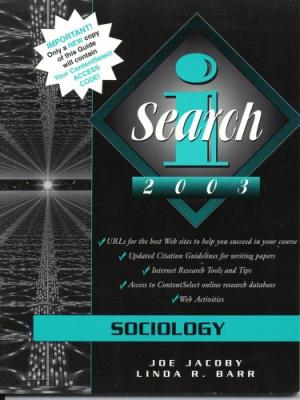 IMPORTANT!
Only a NEW copy
of this Guide
will contain
Your ContentSelect
ACCESS
CODE!
i
Search
2003
URLs for the best Web sites to help you succeed in your course
Updated Citation Guidelines for writing papers
Internet Research Tools and Tips
Access to ContentSelect online research database
Web Activities
SOCIOLOGY
JOE JACOBY
LINDA R. BARR